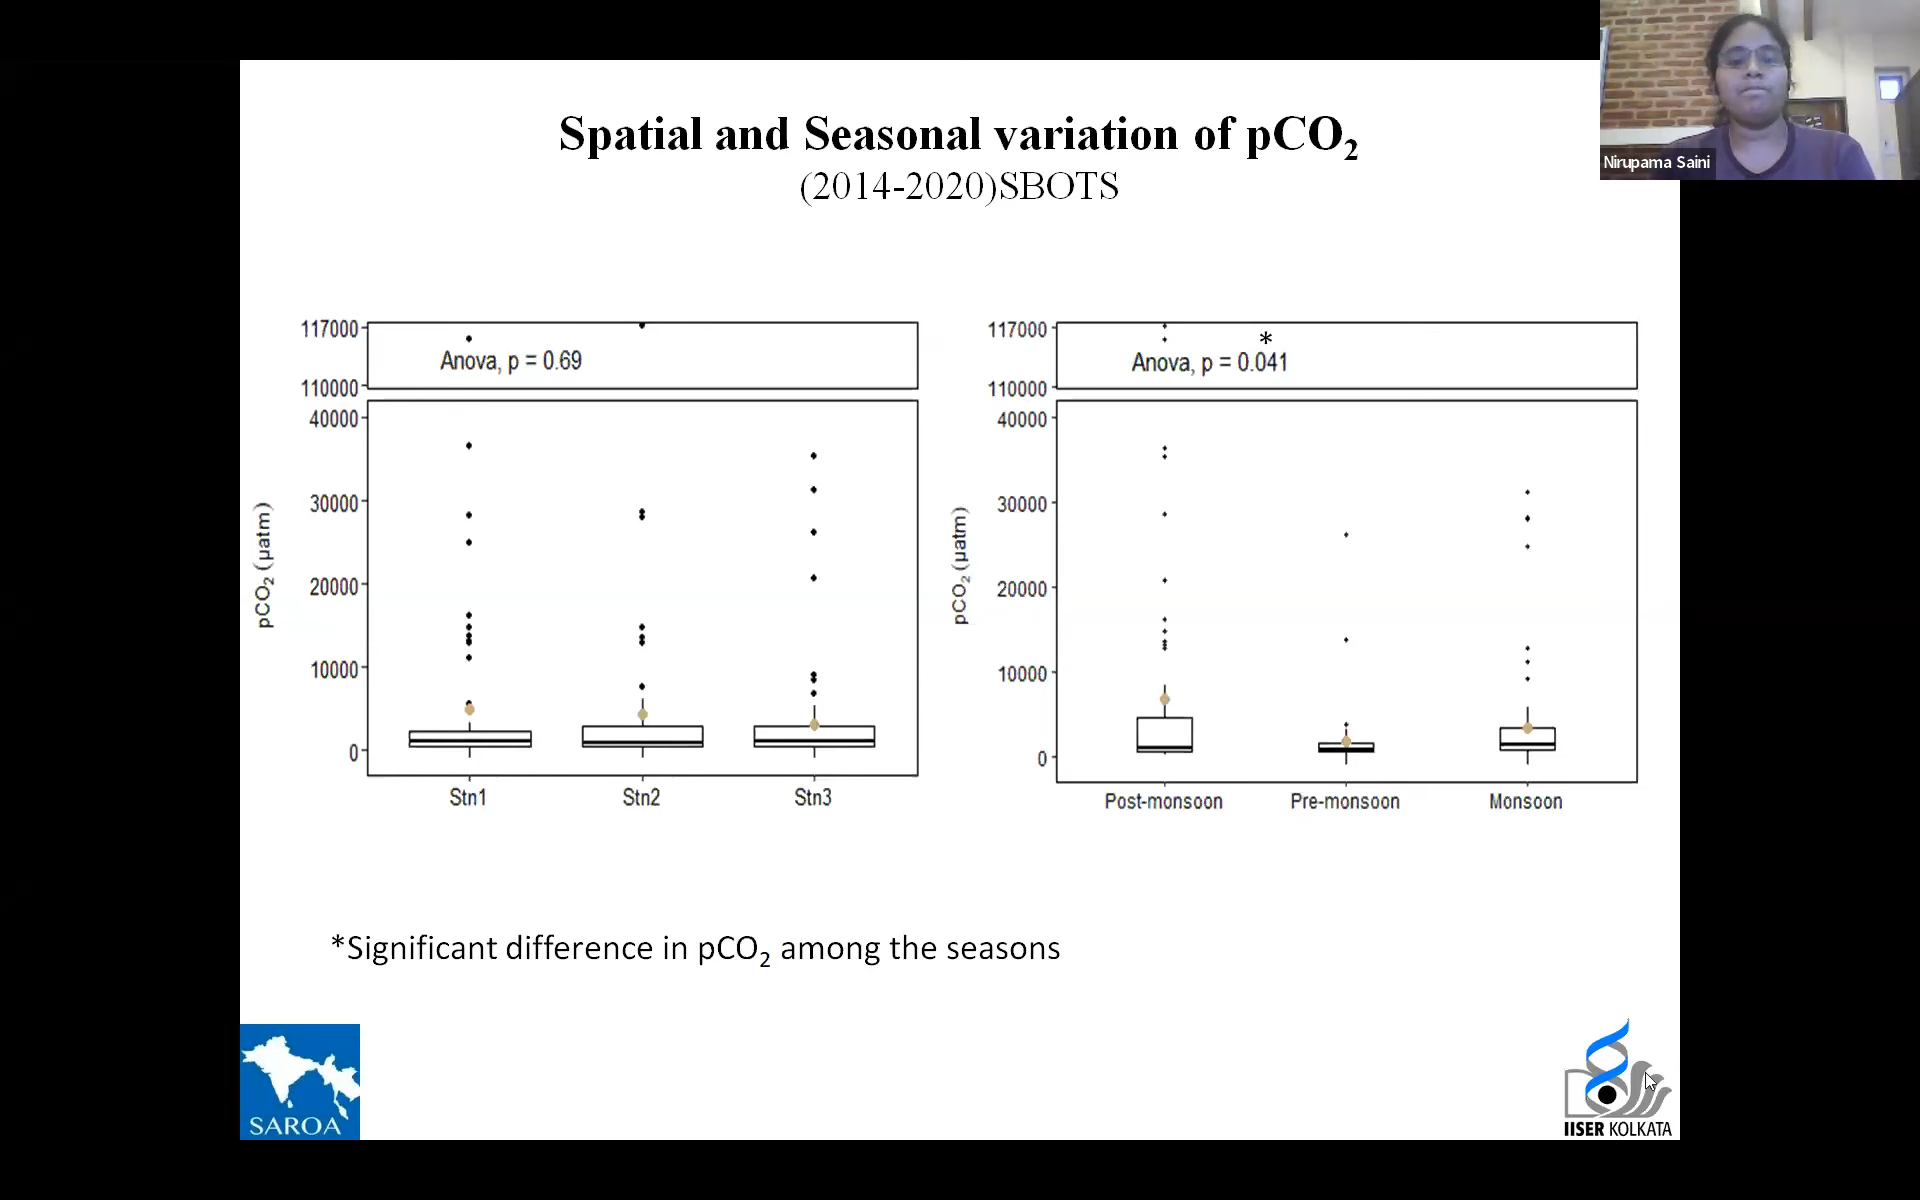 Spatial and Seasonal variation of pCO₂
(2014-2020)SBOTS
Nirupama Saini
117000
Anova, p = 0.69
110000
40000
30000
20000
10000
0
pCO₂ (µatm)
Stn1 Stn2 Stn3
117000
*
Anova, p = 0.041
110000
40000
30000
20000
10000
0
pCO₂ (µatm)
Post-monsoon Pre-monsoon Monsoon
*Significant difference in pCO₂ among the seasons
SAROA
IISER KOLKATA